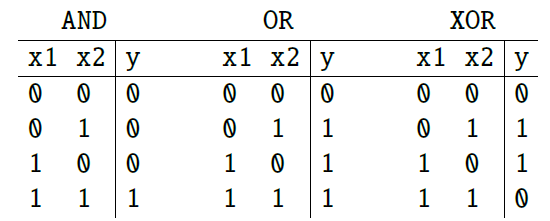 AND OR XOR
x1 x2 y x1 x2 y x1 x2 y
0 0 0 0 0 0 0 0 0
0 1 0 0 1 1 0 1 1
1 0 0 1 0 1 1 0 1
1 1 1 1 1 1 1 1 0